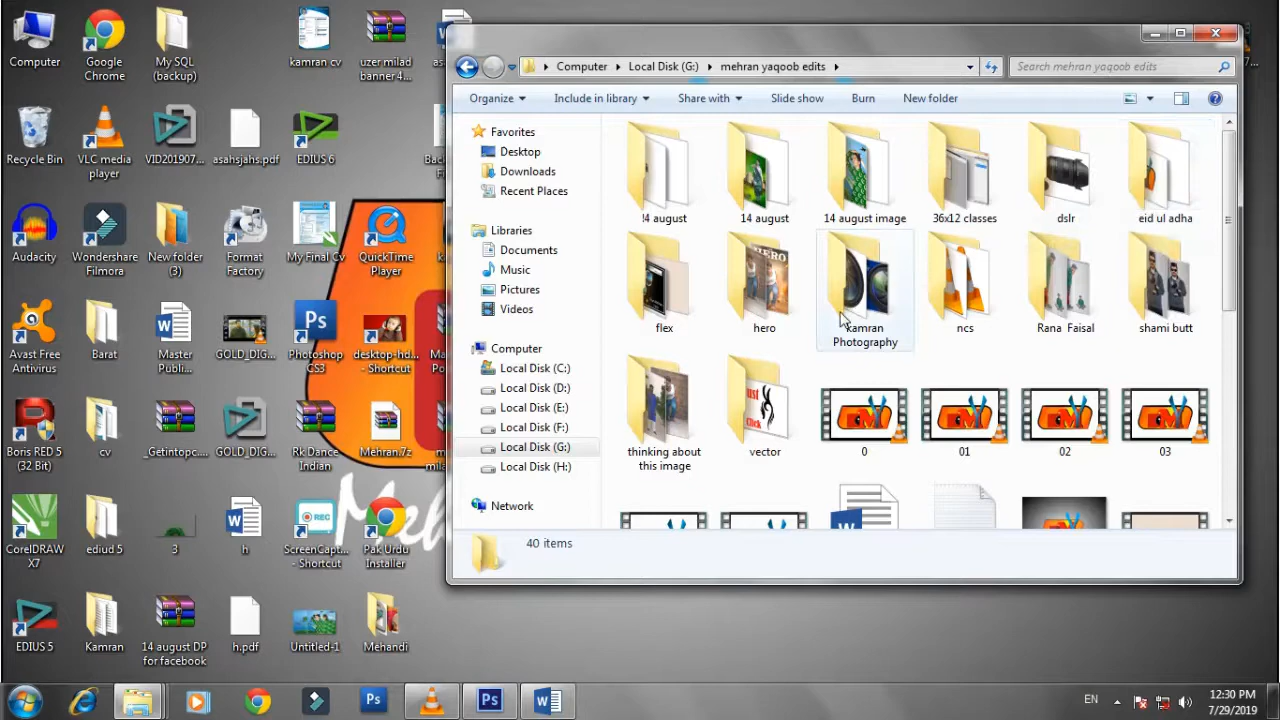 Computer
Google
Chrome
My SQL
(backup)
kamran cv
uzer milad
banner 4...
Recycle Bin
VLC media
player
VID201907...
asahsjahs.pdf
EDIUS 6
Audacity
Wondershare
Filmora
New folder
(3)
Format
Factory
My Final Cv
QuickTime
Player
Avast Free
Antivirus
Barat
Master
Publi...
GOLD_DIG...
Photoshop
CS3
desktop-hd...
- Shortcut
Boris RED 5
(32 Bit)
cv
_Getintopc....
GOLD_DIG...
Rk Dance
Indian
Mehran.7z
CorelDRAW
X7
ediud 5
3
h
ScreenCapt...
- Shortcut
Pak Urdu
Installer
EDIUS 5
Kamran
14 august DP
for facebook
h.pdf
Untitled-1
Mehandi
Computer
Local Disk (G:)
mehran yaqoob edits
Search mehran yaqoob edits
Organize
Include in library
Share with
Slide show
Burn
New folder
Favorites
Desktop
Downloads
Recent Places
Libraries
Documents
Music
Pictures
Videos
Computer
Local Disk (C:)
Local Disk (D:)
Local Disk (E:)
Local Disk (F:)
Local Disk (G:)
Local Disk (H:)
Network
!4 august
14 august
14 august image
36x12 classes
dslr
eid ul adha
flex
hero
kamran
Photography
ncs
Rana Faisal
shami butt
thinking about
this image
vector
0
01
02
03
40 items
EN
12:30 PM
7/29/2019